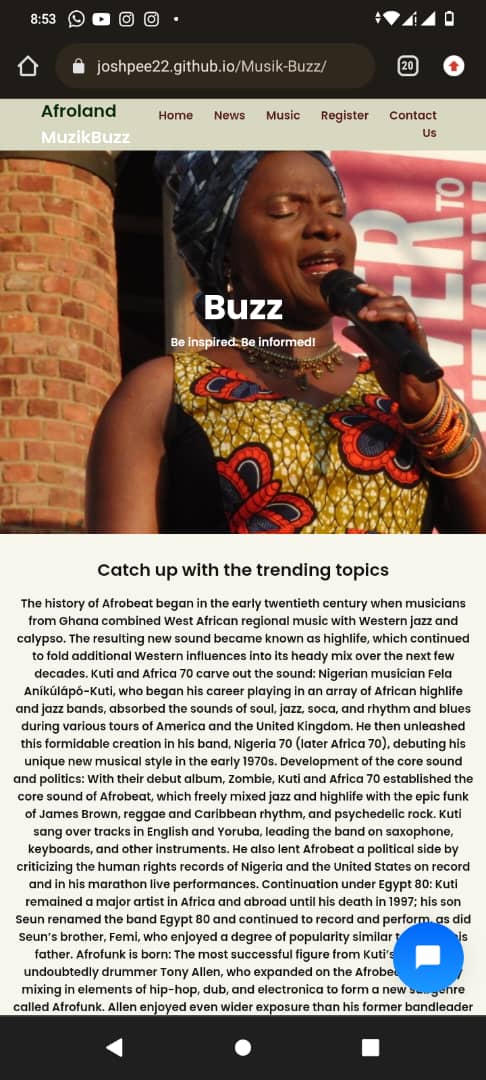 8:53
20
joshpee22.github.io/Musik-Buzz/
Afroland
MuzikBuzz
Home News Music Register Contact
Us
TO
Buzz
Be inspired. Be informed!
Catch up with the trending topics
The history of Afrobeat began in the early twentieth century when musicians
from Ghana combined West African regional music with Western jazz and
calypso. The resulting new sound became known as highlife, which continued
to fold additional Western influences into its heady mix over the next few
decades. Kuti and Africa 70 carve out the sound: Nigerian musician Fela
Aníkúlápó-Kuti, who began his career playing in an array of African highlife
and jazz bands, absorbed the sounds of soul, jazz, soca, and rhythm and blues
during various tours of America and the United Kingdom. He then unleashed
this formidable creation in his band, Nigeria 70 (later Africa 70), debuting his
unique new musical style in the early 1970s. Development of the core sound
and politics: With their debut album, Zombie, Kuti and Africa 70 established the
core sound of Afrobeat, which freely mixed jazz and highlife with the epic funk
of James Brown, reggae and Caribbean rhythm, and psychedelic rock. Kuti
sang over tracks in English and Yoruba, leading the band on saxophone,
keyboards, and other instruments. He also lent Afrobeat a political side by
criticizing the human rights records of Nigeria and the United States on record
and in his marathon live performances. Continuation under Egypt 80: Kuti
remained a major artist in Africa and abroad until his death in 1997; his son
Seun renamed the band Egypt 80 and continued to record and perform, as did
Seun's brother, Femi, who enjoyed a degree of popularity similar
father. Afrofunk is born: The most successful figure from Kuti's
undoubtedly drummer Tony Allen, who expanded on the
mixing in elements of hip-hop, dub, and electronica to form a new
called Afrofunk. Allen enjoyed even wider exposure than his former bandleader